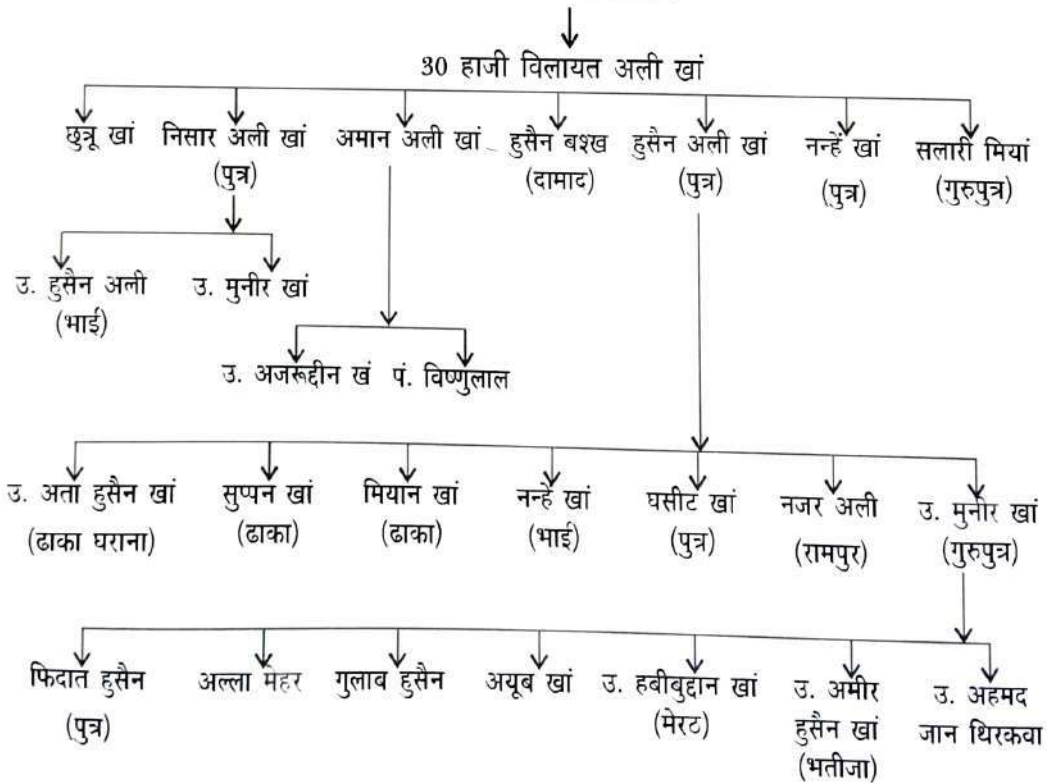 30 हाजी विलायत अली खां
छुत्रू खां निसार अली खां अमान अली खां हुसैन बश्ख हुसैन अली खां नन्हें खां सलारी मियां
(पुत्र) (दामाद) (पुत्र) (पुत्र) (गुरुपुत्र)
उ. हुसैन अली उ. मुनीर खां
(भाई)
उ. अजरूद्दीन खं पं. विष्णुलाल
उ. अता हुसैन खां सुप्पन खां मियान खां नन्हें खां घसीट खां नजर अली उ. मुनीर खां
(ढाका घराना) (ढाका) (ढाका) (भाई) (पुत्र) (रामपुर) (गुरुपुत्र)
फिदात हुसैन अल्ला मेहर गुलाब हुसैन अयूब खां उ. हबीबुद्दान खां उ. अमीर उ. अहमद
(पुत्र) (मेरट) हुसैन खां जान थिरकवा
(भतीजा)